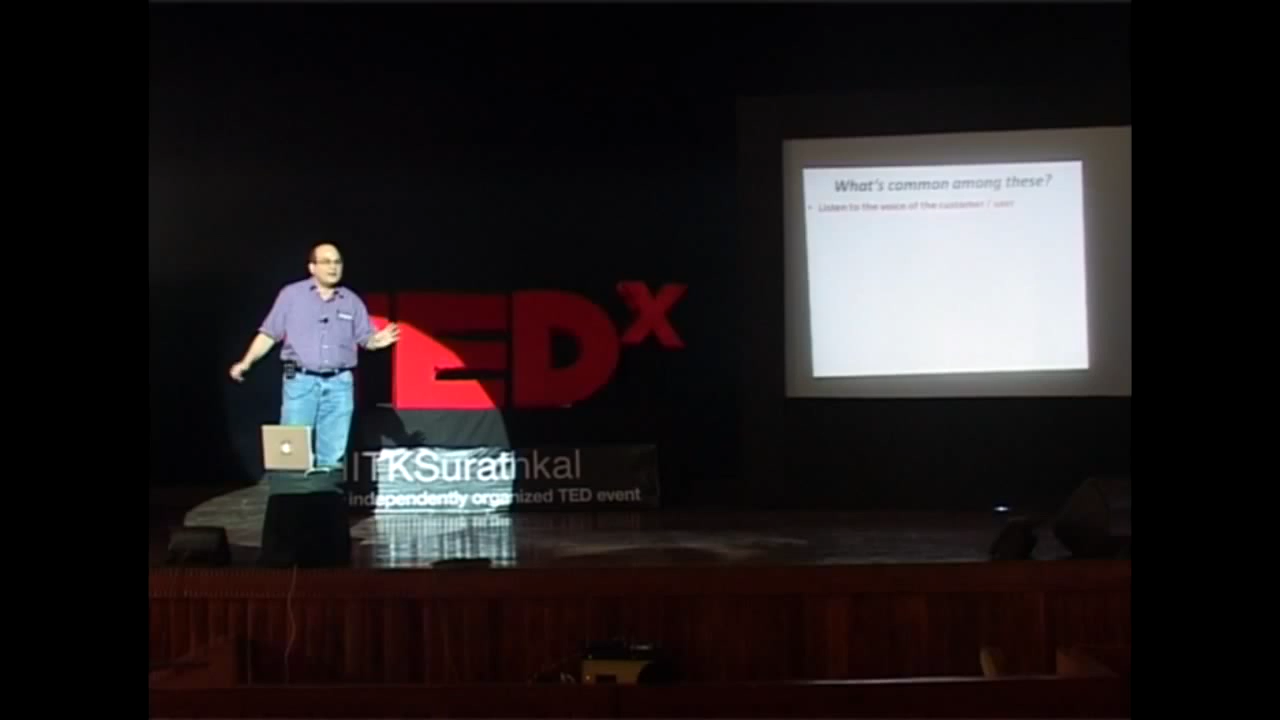 What's common among these?
• Listen to the voice of the customer / user
TEDx
ITKSurathkal
independently organized TED event